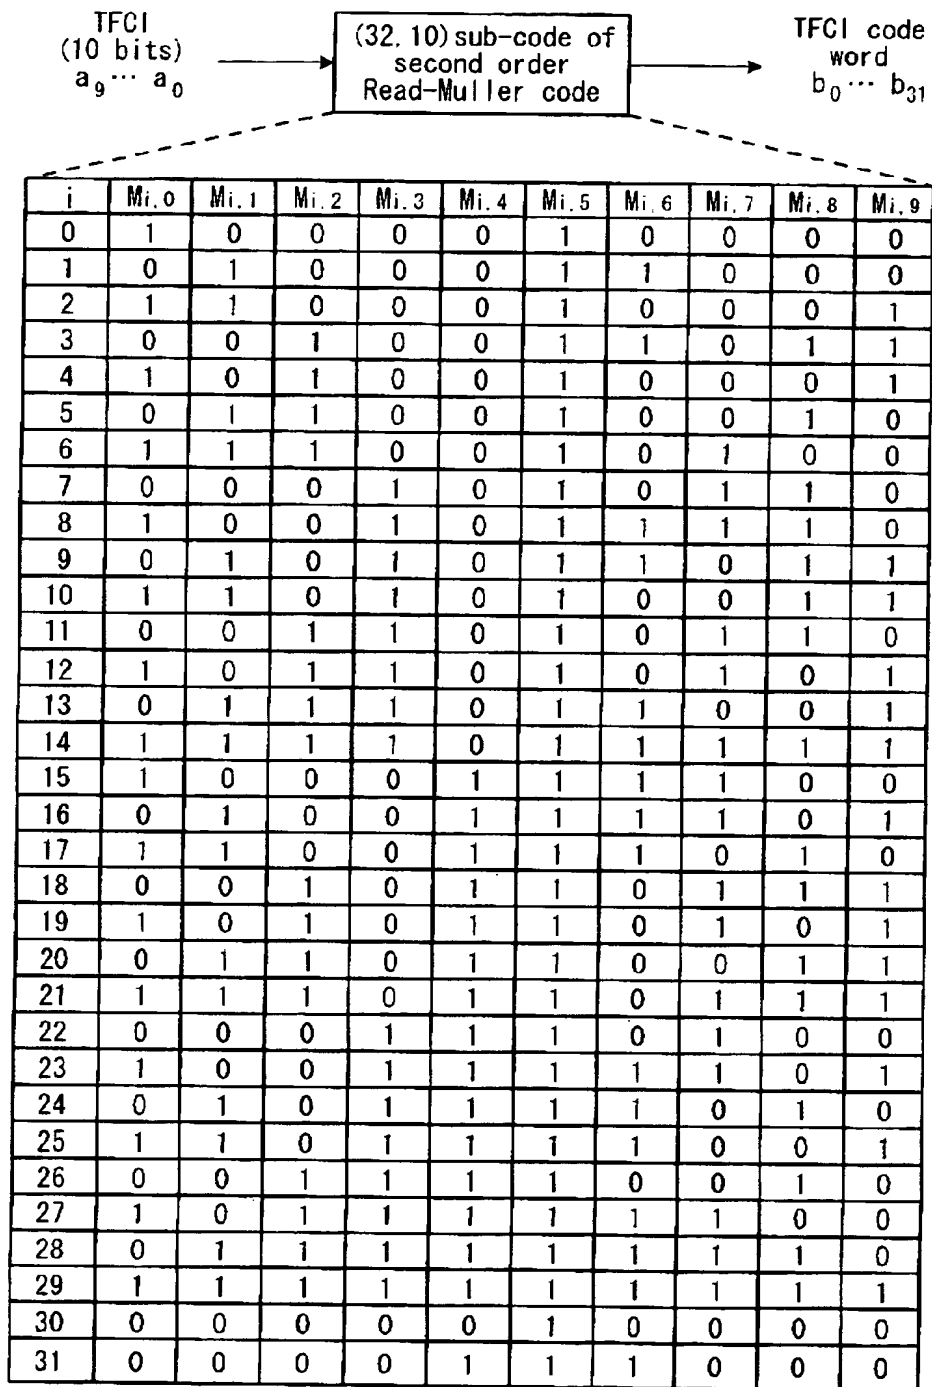 TFCI
(10 bits)
a9 ··· a0
(32, 10) sub-code of
second order
Read-Muller code
TFCI code
word
b0 ··· b31
i Mi,0 Mi,1 Mi,2 Mi,3 Mi,4 Mi,5 Mi,6 Mi,7 Mi,8 Mi,9
0 1 0 0 0 0 1 0 0 0 0
1 0 1 0 0 0 1 1 0 0 0
2 1 1 0 0 0 1 0 0 0 1
3 0 0 1 0 0 1 1 0 1 1
4 1 0 1 0 0 1 0 0 0 1
5 0 1 1 0 0 1 0 0 1 0
6 1 1 1 0 0 1 0 1 0 0
7 0 0 0 1 0 1 0 1 1 0
8 1 0 0 1 0 1 1 1 1 0
9 0 1 0 1 0 1 1 0 1 1
10 1 1 0 1 0 1 0 0 1 1
11 0 0 1 1 0 1 0 1 1 0
12 1 0 1 1 0 1 0 1 0 1
13 0 1 1 1 0 1 1 0 0 1
14 1 1 1 1 0 1 1 1 1 1
15 1 0 0 0 1 1 1 1 0 0
16 0 1 0 0 1 1 1 1 0 1
17 1 1 0 0 1 1 1 0 1 0
18 0 0 1 0 1 1 0 1 1 1
19 1 0 1 0 1 1 0 1 0 1
20 0 1 1 0 1 1 0 0 1 1
21 1 1 1 0 1 1 0 1 1 1
22 0 0 0 1 1 1 0 1 0 0
23 1 0 0 1 1 1 1 1 0 1
24 0 1 0 1 1 1 1 0 1 0
25 1 1 0 1 1 1 1 0 0 1
26 0 0 1 1 1 1 0 0 1 0
27 1 0 1 1 1 1 1 1 0 0
28 0 1 1 1 1 1 1 1 1 0
29 1 1 1 1 1 1 1 1 1 1
30 0 0 0 0 0 1 0 0 0 0
31 0 0 0 0 1 1 1 0 0 0